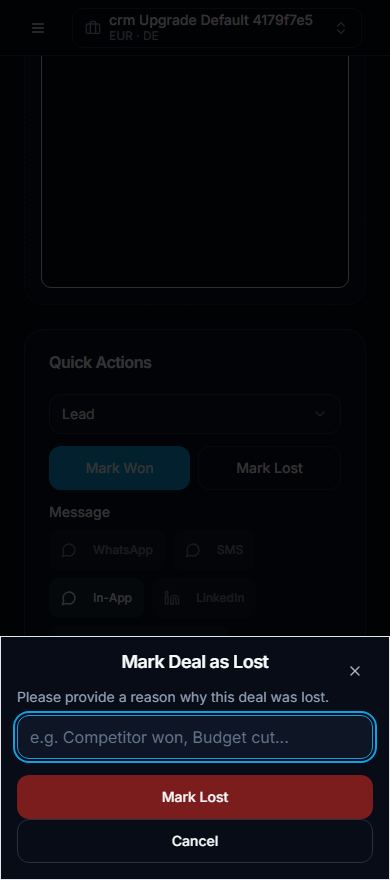 crm Upgrade Default 4179f7e5
EUR · DE
Quick Actions
Lead
Mark Won
Mark Lost
Message
WhatsApp
SMS
In-App
LinkedIn
Mark Deal as Lost
Please provide a reason why this deal was lost.
e.g. Competitor won, Budget cut...
Mark Lost
Cancel